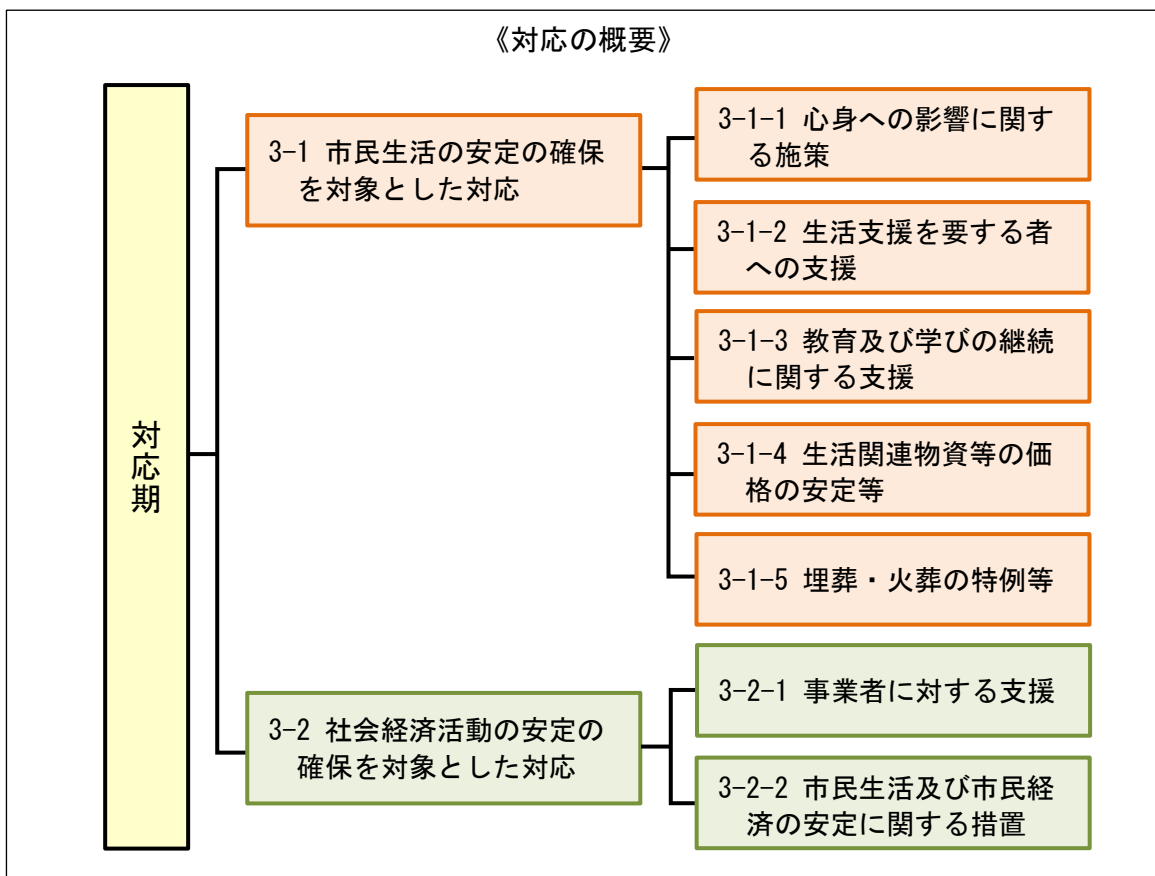 《対応の概要》
対応期
3-1 市民生活の安定の確保
を対象とした対応
3-1-1 心身への影響に関す
る施策
3-1-2 生活支援を要する者
への支援
3-1-3 教育及び学びの継続
に関する支援
3-1-4 生活関連物資等の価
格の安定等
3-1-5 埋葬・火葬の特例等
3-2 社会経済活動の安定の
確保を対象とした対応
3-2-1 事業者に対する支援
3-2-2 市民生活及び市民経
済の安定に関する措置